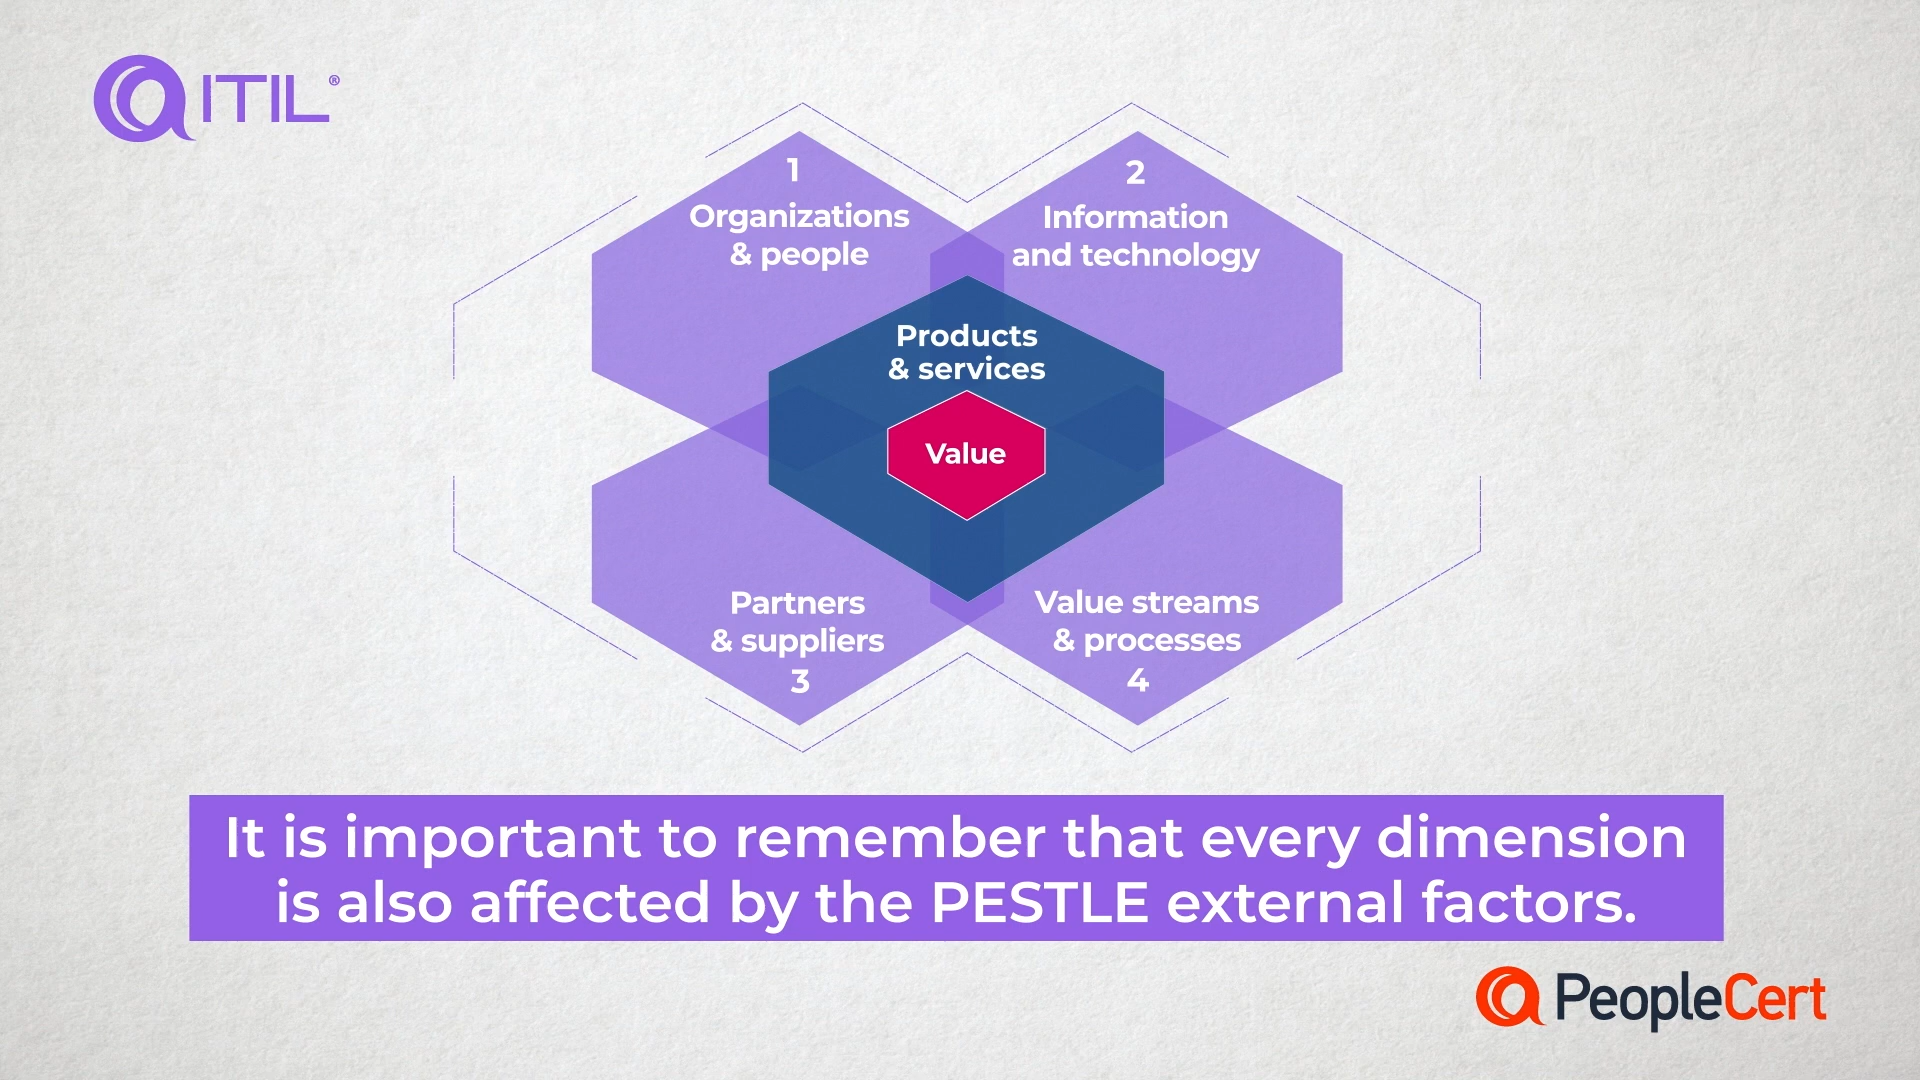 ITIL®
1
Organizations
& people
2
Information
and technology
Products
& services
Value
Partners
& suppliers
3
Value streams
& processes
4
It is important to remember that every dimension
is also affected by the PESTLE external factors.
PeopleCert